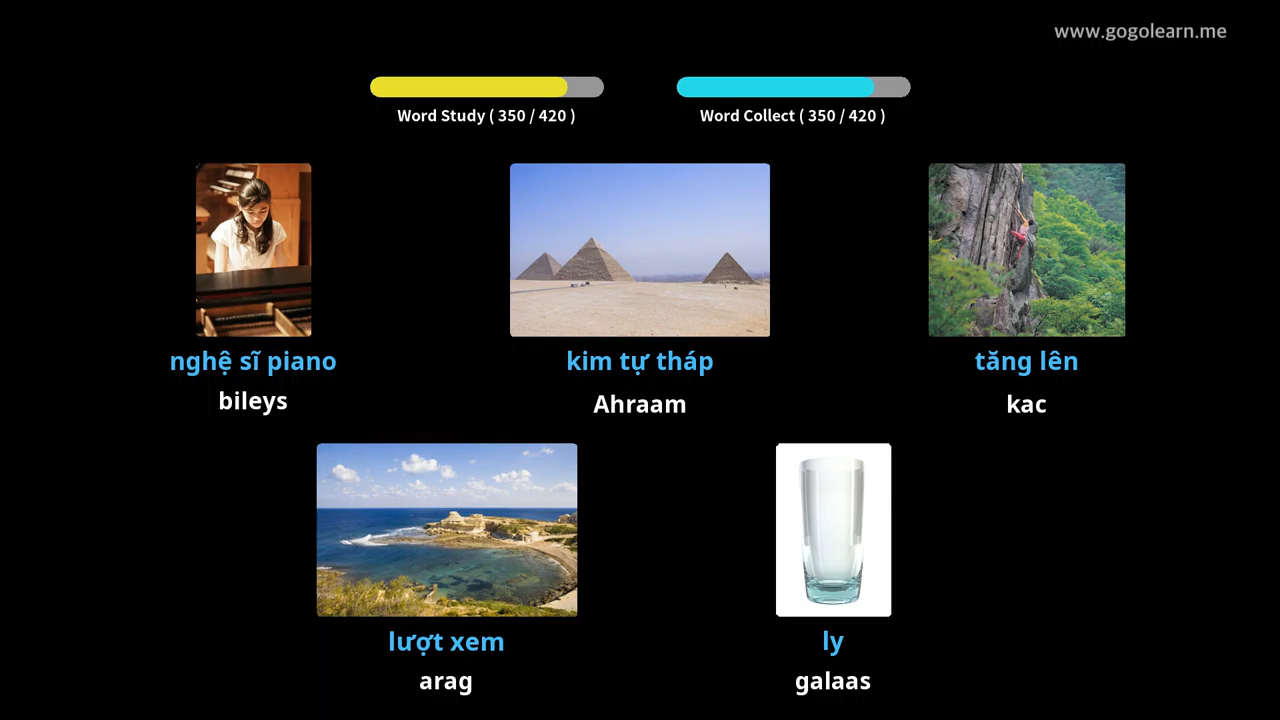 www.gogolearn.me
Word Study ( 350 / 420 )
Word Collect ( 350 / 420 )
nghệ sĩ piano
bileys
kim tự tháp
Ahraam
tăng lên
kac
lượt xem
arag
ly
galaas